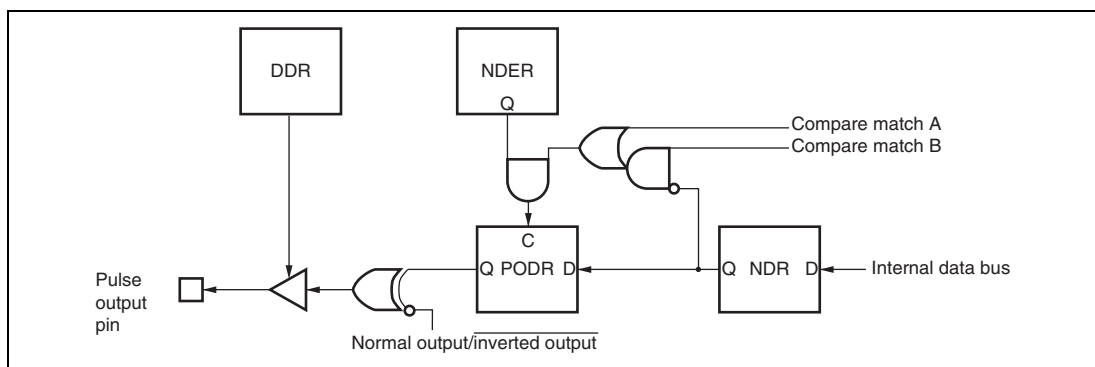 DDR
NDER
Q
Compare match A
Compare match B
C
Q PODR D
Q NDR D
Internal data bus
Pulse
output
pin
Normal output/inverted output